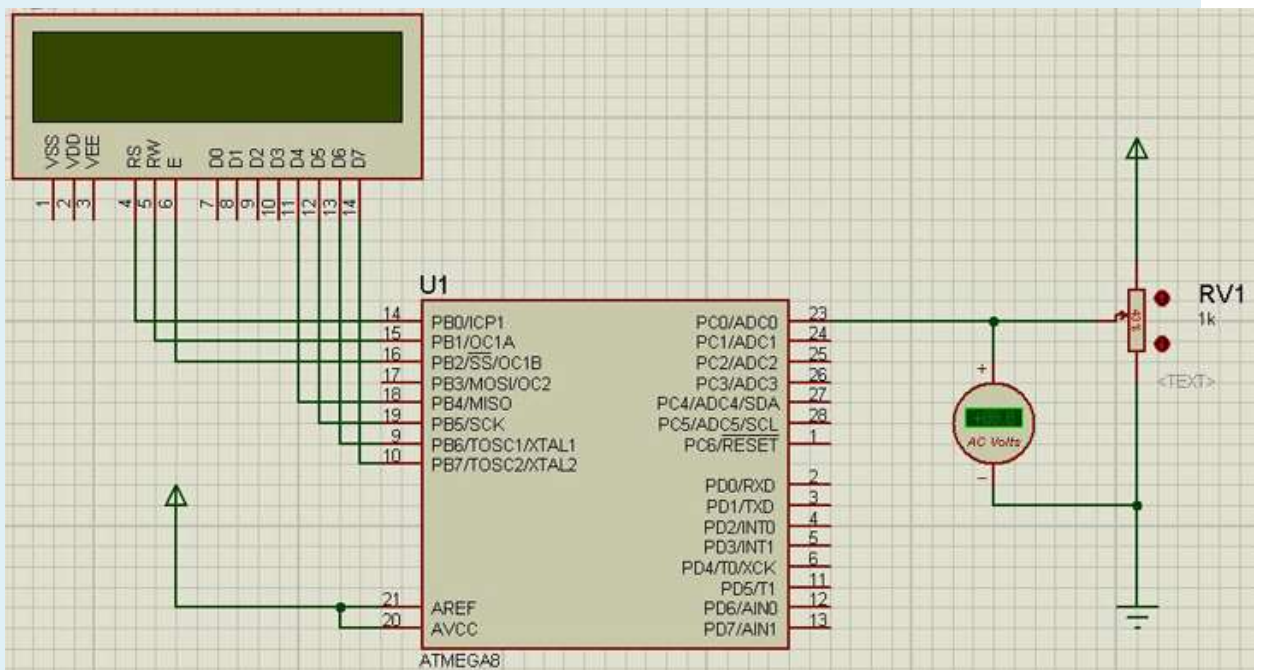 VSS VDD VEE RS RW E D0 D1 D2 D3 D4 D5 D6 D7
1 2 3 4 5 6 7 8 9 10 11 12 13 14
U1
14 PB0/ICP1
15 PB1/OC1A
16 PB2/SS/OC1B
17 PB3/MOSI/OC2
18 PB4/MISO
19 PB5/SCK
9 PB6/TOSC1/XTAL1
10 PB7/TOSC2/XTAL2
21 AREF
20 AVCC
PC0/ADC0 23
PC1/ADC1 24
PC2/ADC2 25
PC3/ADC3 26
PC4/ADC4/SDA 27
PC5/ADC5/SCL 28
PC6/RESET 1
PD0/RXD 2
PD1/TXD 3
PD2/INT0 4
PD3/INT1 5
PD4/T0/XCK 6
PD5/T1 11
PD6/AIN0 12
PD7/AIN1 13
ATMEGA8
+
AC Volts
−
RV1
1k
<TEXT>